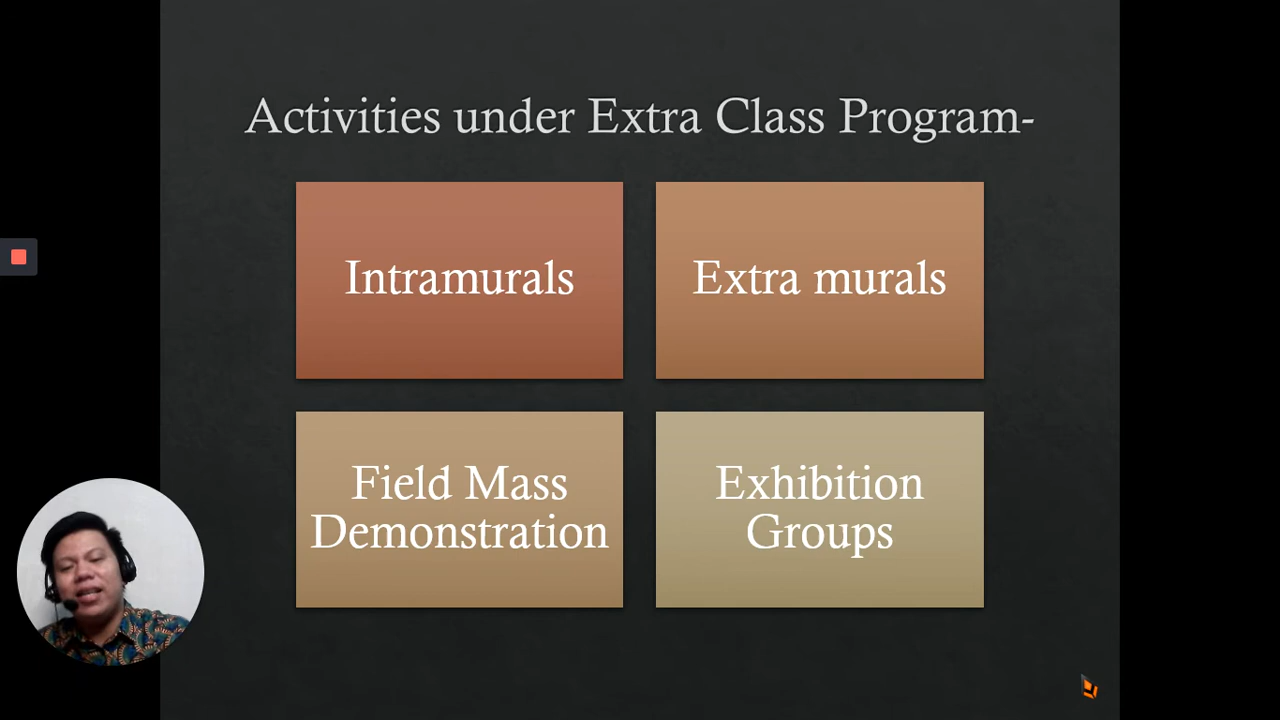 Activities under Extra Class Program-
Intramurals
Extra murals
Field Mass
Demonstration
Exhibition
Groups